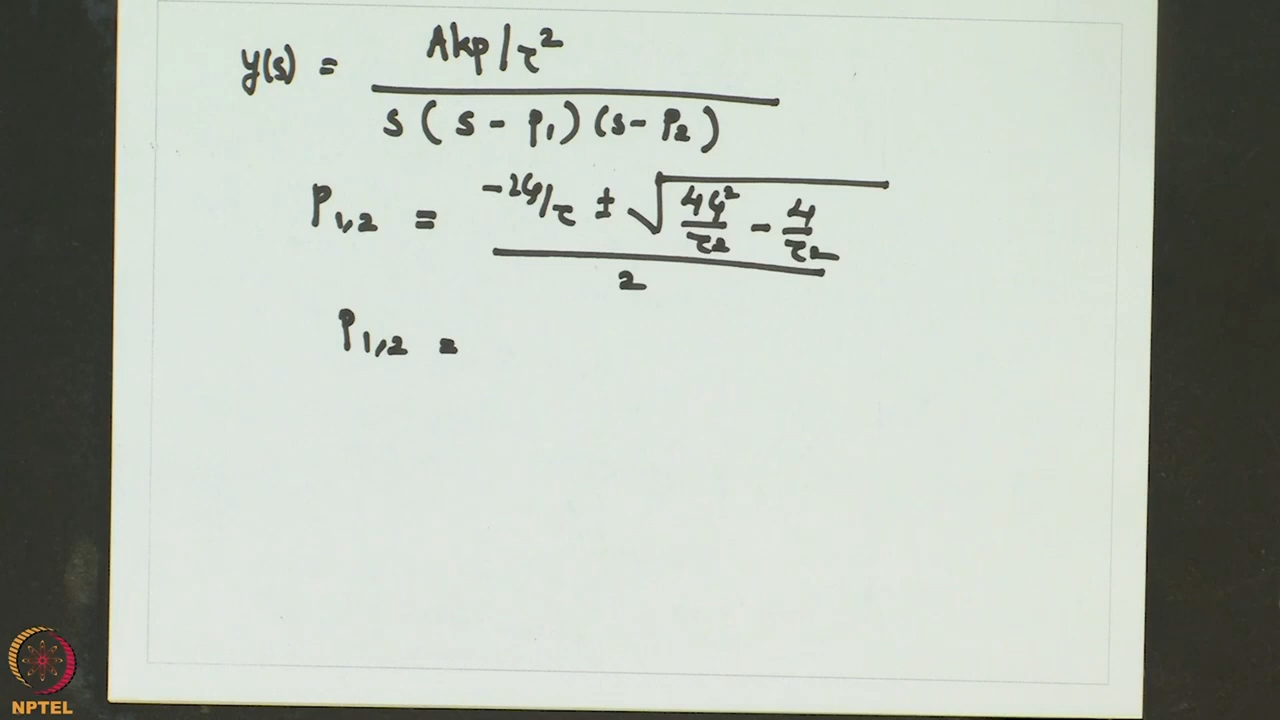 y(s) =
Akp/τ²
s(s - p₁)(s - p₂)
P₁,₂ =
-2ζ/τ ± √
4ζ²/τ² - 4/τ²
2
P₁,₂ =
NPTEL